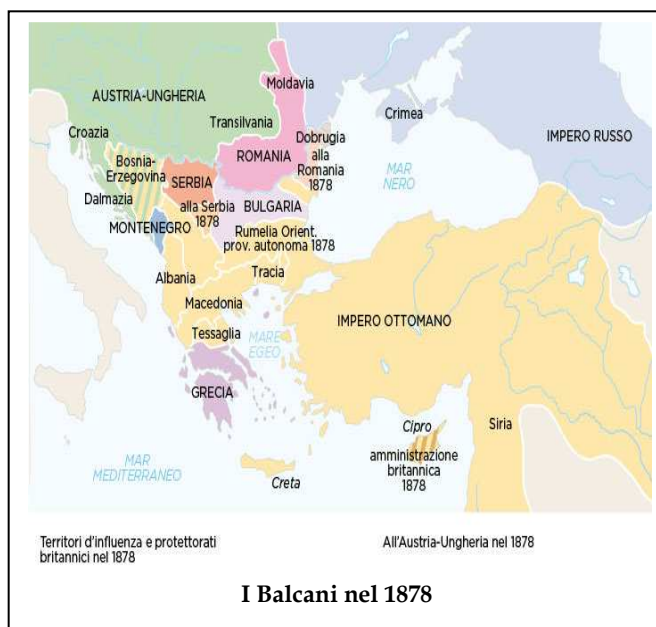 Moldavia
AUSTRIA-UNGHERIA
Transilvania
Crimea
Croazia
Dobrugia
alla
Romania
1878
IMPERO RUSSO
Bosnia-
Erzegovina
ROMANIA
MAR
NERO
SERBIA
Dalmazia
alla Serbia
1878
BULGARIA
MONTENEGRO
Rumelia Orient.
prov. autonoma 1878
Albania
Tracia
Macedonia
IMPERO OTTOMANO
Tessaglia
MARE
EGEO
GRECIA
Cipro
amministrazione
britannica
1878
Siria
MAR
MEDITERRANEO
Creta
Territori d'influenza e protettorati
britannici nel 1878
All'Austria-Ungheria nel 1878
I Balcani nel 1878